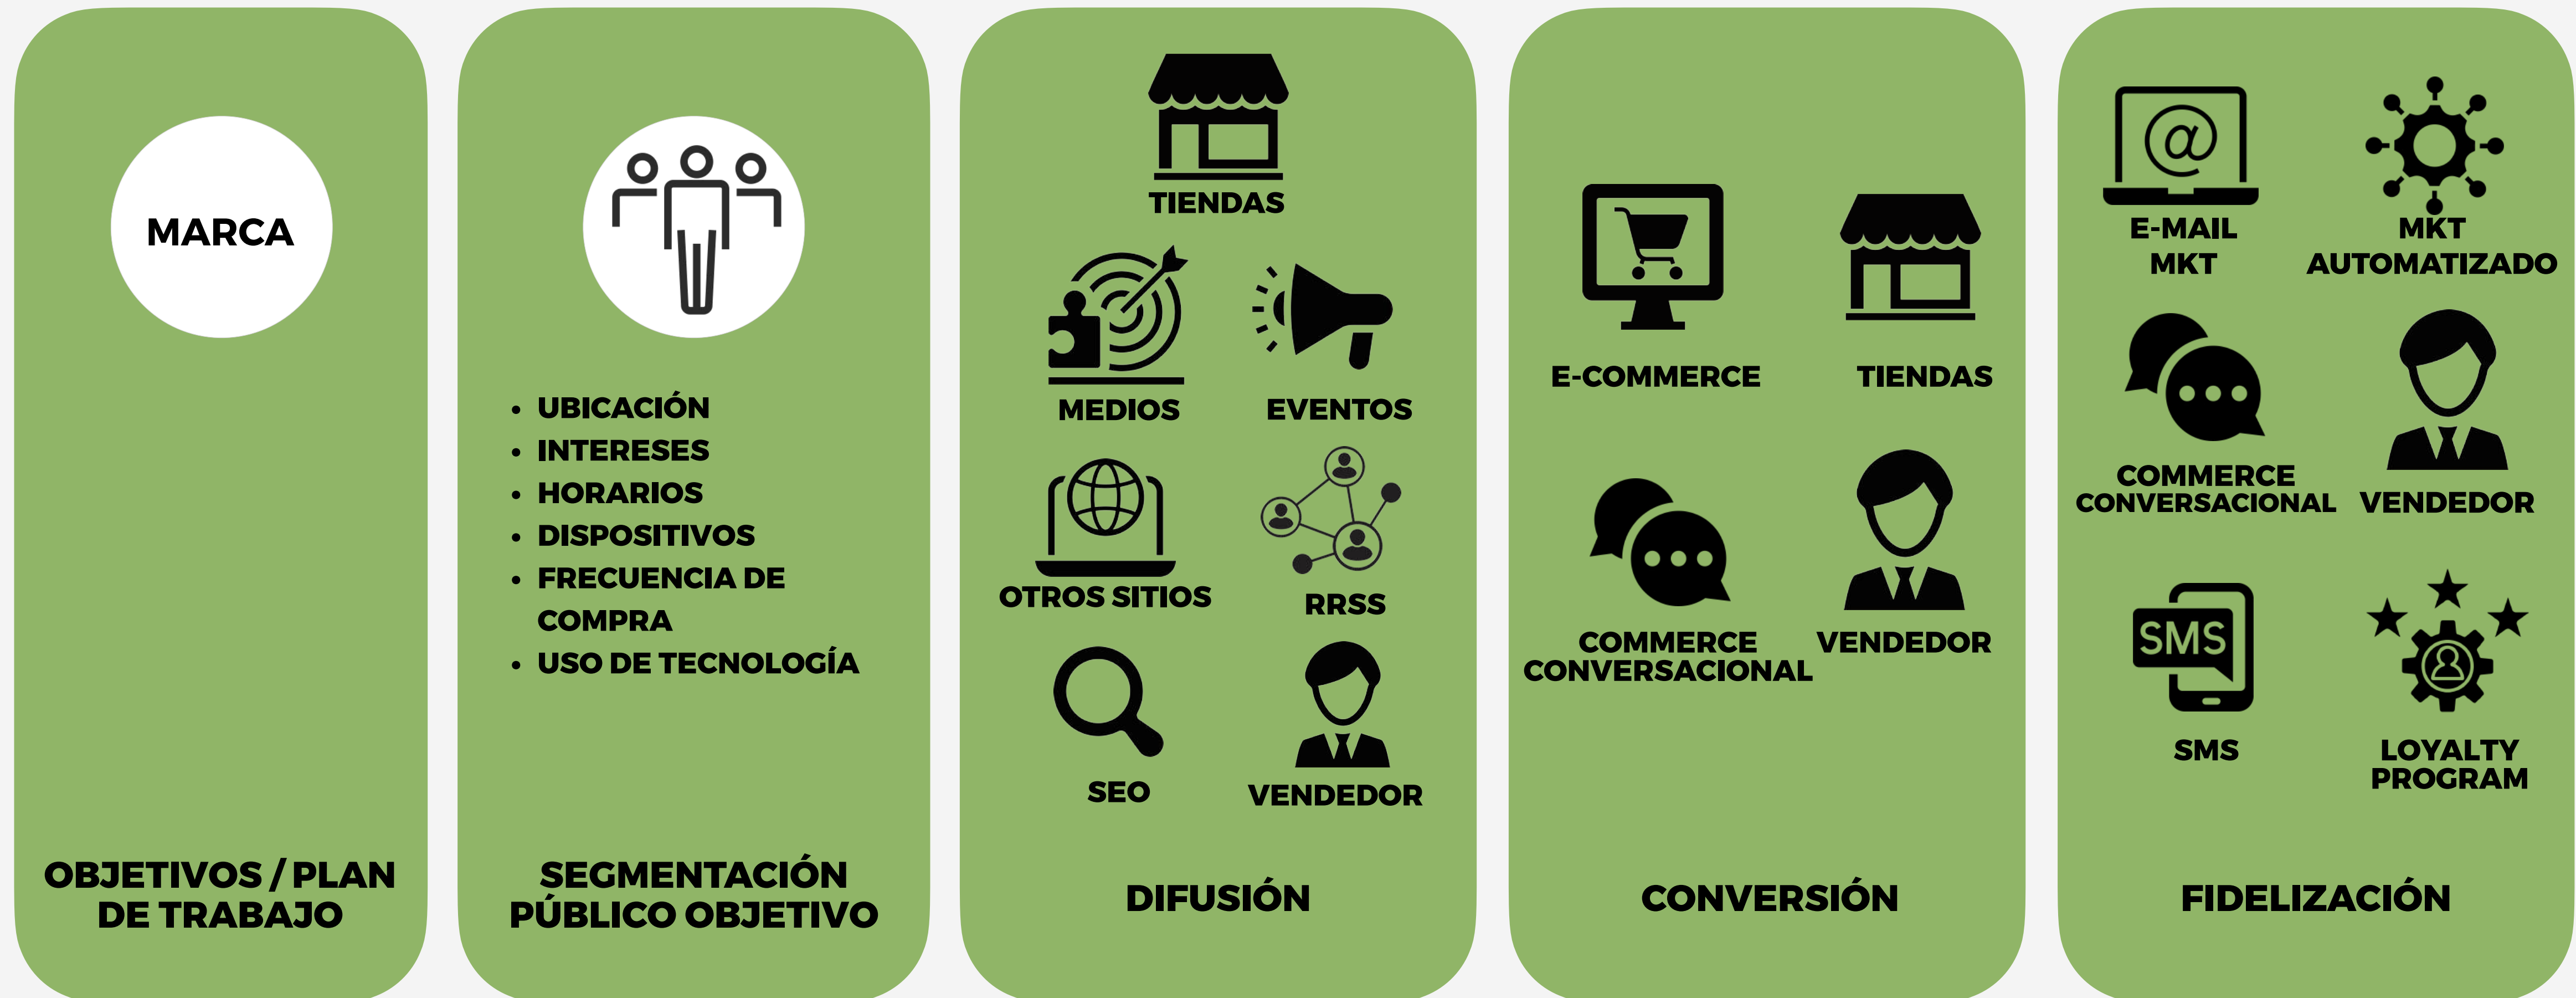 MARCA
OBJETIVOS / PLAN
DE TRABAJO
• UBICACIÓN
• INTERESES
• HORARIOS
• DISPOSITIVOS
• FRECUENCIA DE
COMPRA
• USO DE TECNOLOGÍA
SEGMENTACIÓN
PÚBLICO OBJETIVO
TIENDAS
MEDIOS
EVENTOS
OTROS SITIOS
RRSS
SEO
VENDEDOR
DIFUSIÓN
E-COMMERCE
TIENDAS
COMMERCE
CONVERSACIONAL
VENDEDOR
CONVERSIÓN
@
E-MAIL
MKT
MKT
AUTOMATIZADO
COMMERCE
CONVERSACIONAL
VENDEDOR
SMS
SMS
LOYALTY
PROGRAM
FIDELIZACIÓN